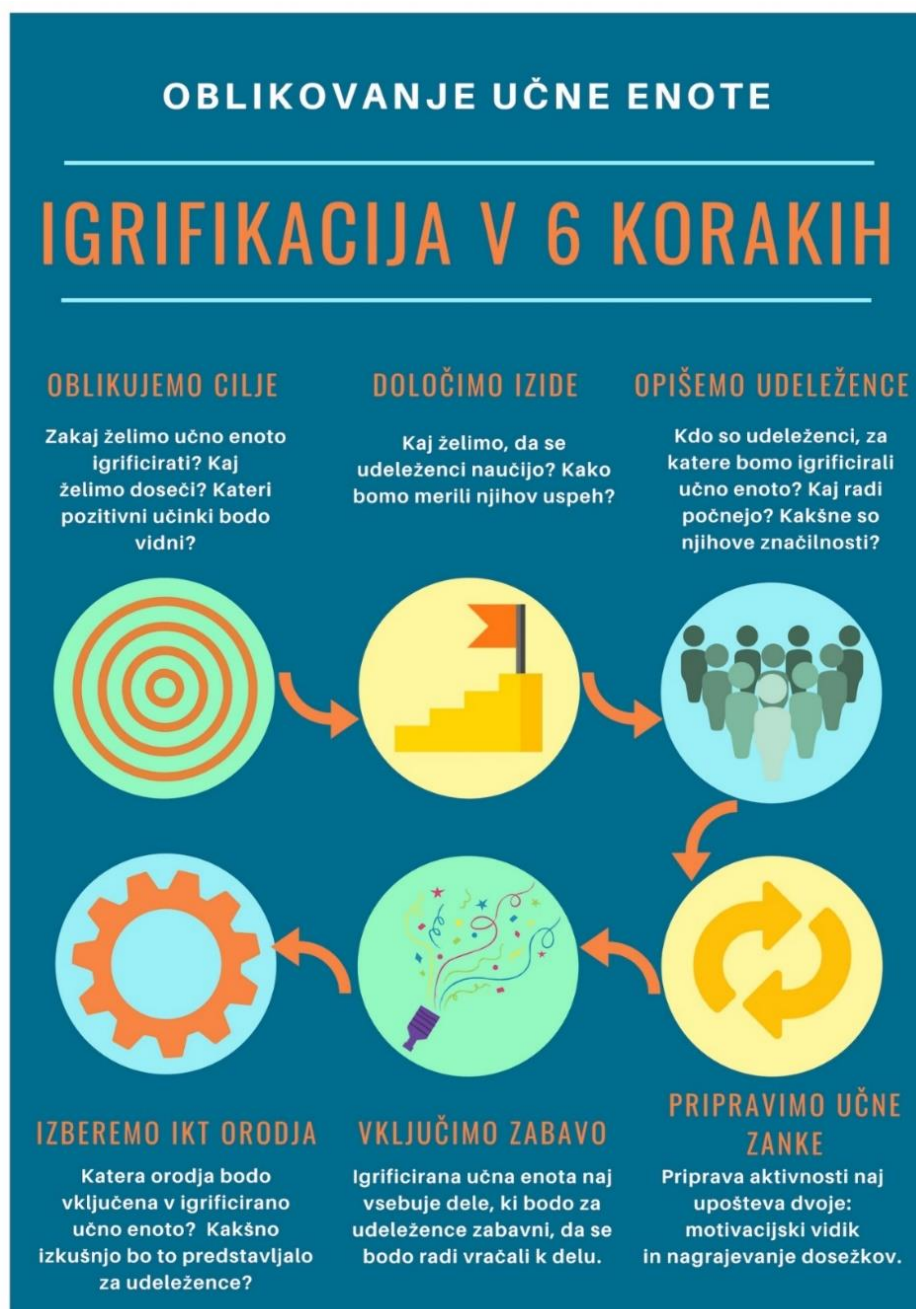 OBLIKOVANJE UČNE ENOTE
IGRIFIKACIJA V 6 KORAKIH
OBLIKUJEMO CILJE
Zakaj želimo učno enoto
igrificirati? Kaj
želimo doseči? Kateri
pozitivni učinki bodo
vidni?
DOLOČIMO IZIDE
Kaj želimo, da se
udeleženci naučijo? Kako
bomo merili njihov uspeh?
OPIŠEMO UDELEŽENCE
Kdo so udeleženci, za
katere bomo igrificirali
učno enoto? Kaj radi
počnejo? Kakšne so
njihove značilnosti?
PRIPRAVIMO UČNE
ZANKE
Priprava aktivnosti naj
upošteva dvoje:
motivacijski vidik
in nagrajevanje dosežkov.
VKLJUČIMO ZABAVO
Igrificirana učna enota naj
vsebuje dele, ki bodo za
udeležence zabavni, da se
bodo radi vračali k delu.
IZBEREMO IKT ORODJA
Katera orodja bodo
vključena v igrificirano
učno enoto? Kakšno
izkušnjo bo to predstavljalo
za udeležence?